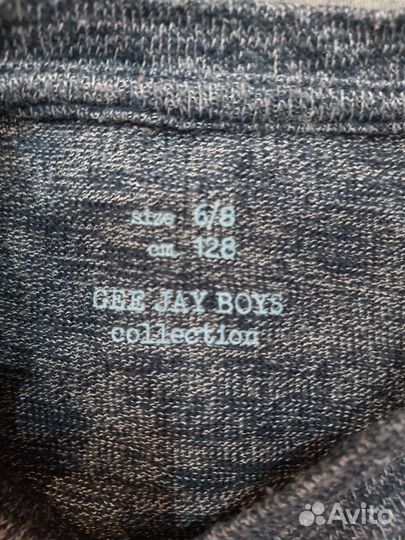 size 6/8
cm 128
GEE JAY BOYS
collection
Avito